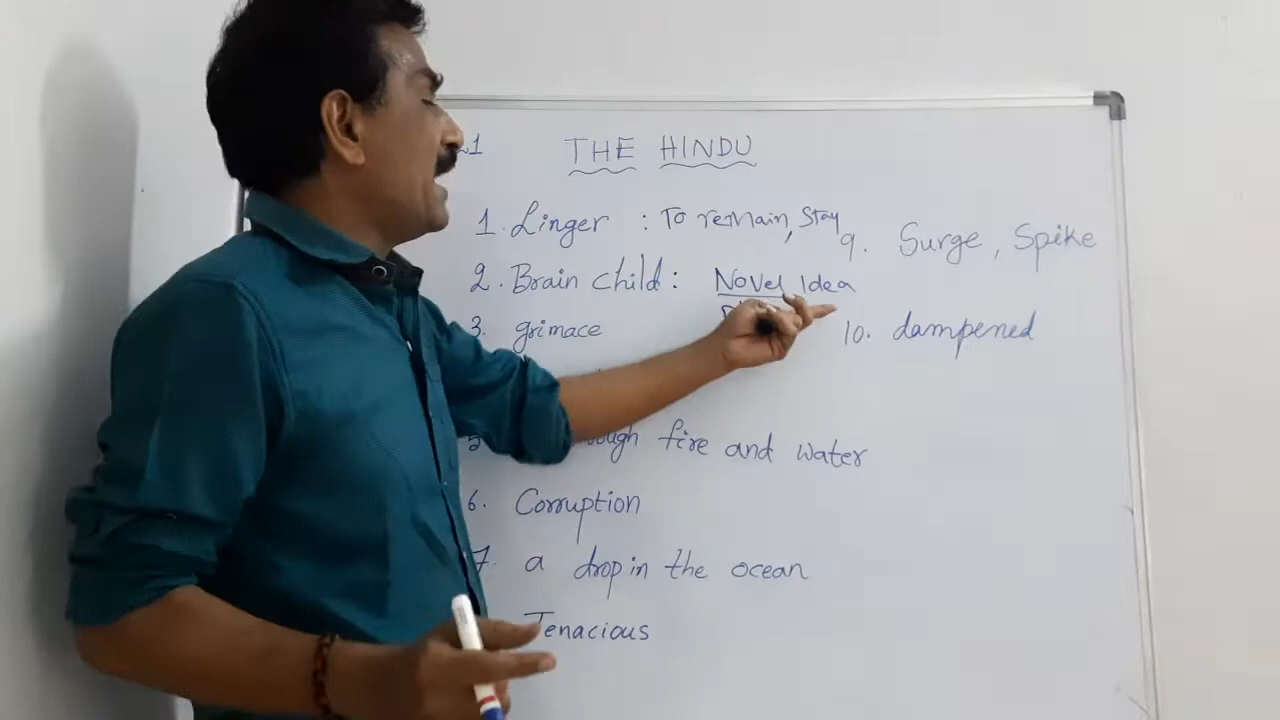 THE HINDU
1. Linger : To remain, Stay
2. Brain child : Novel Idea
3. grimace
fire and water
6. Corruption
7. a drop in the ocean
Tenacious
9. Surge, Spike
10. dampened